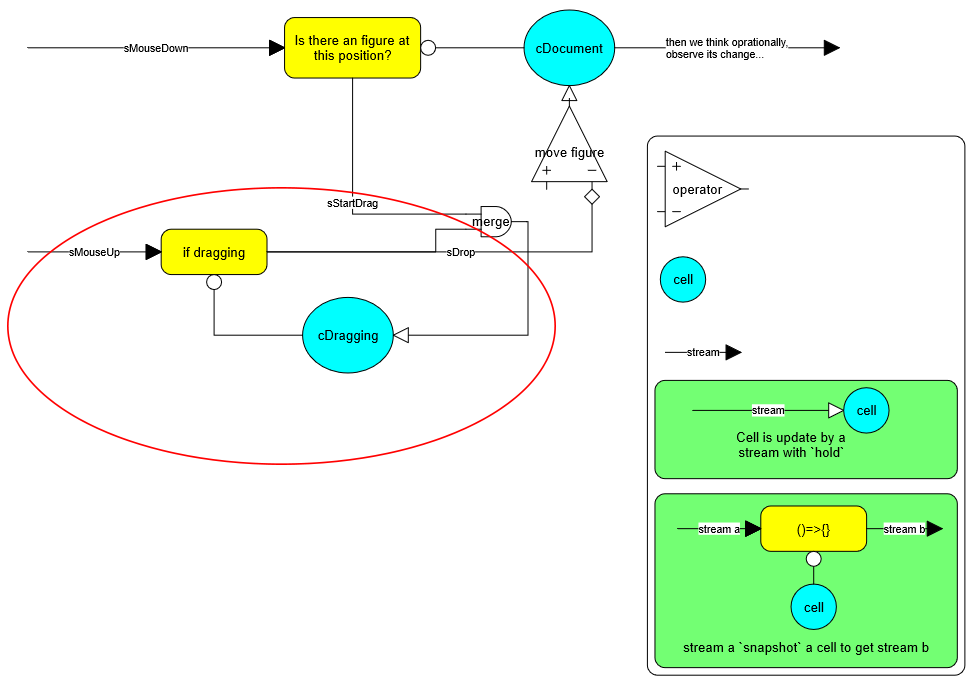 sMouseDown
Is there an figure at
this position?
cDocument
then we think oprationally,
observe its change...
move figure
+ −
sStartDrag
merge
sMouseUp
if dragging
sDrop
cDragging
+
operator
−
cell
stream
stream
cell
Cell is update by a
stream with `hold`
stream a
()=>{}
stream b
cell
stream a `snapshot` a cell to get stream b